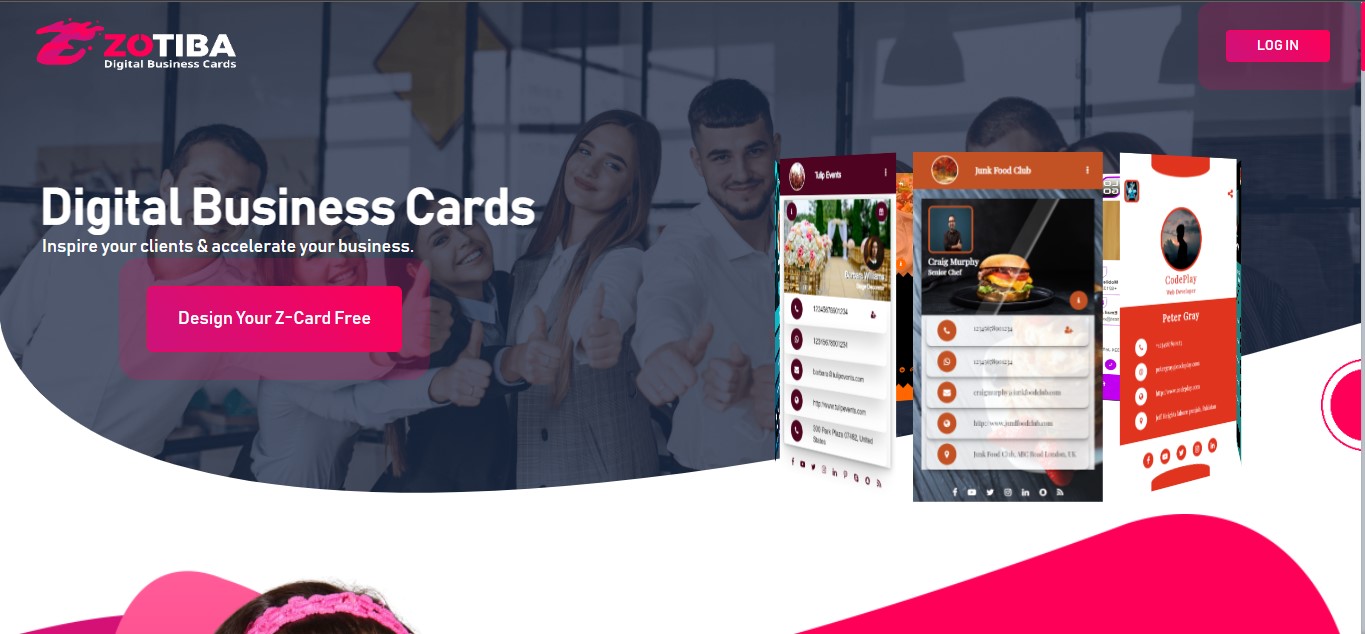 ZOTIBA
Digital Business Cards
LOG IN
Digital Business Cards
Inspire your clients & accelerate your business.
Design Your Z-Card Free
Tulip Events
Barbara Williams
12345678901234
12345678901234
barbara@tulipevents.com
http://www.tulipevents.com
300 Park Plaza 07462, United
States
Junk Food Club
Craig Murphy
Senior Chef
12345678901234
12345678901234
craigmurphy@junkfoodclub.com
http://www.junkfoodclub.com
Junk Food Club, ABC Road London, UK
CodePlay
Web Developer
Peter Gray